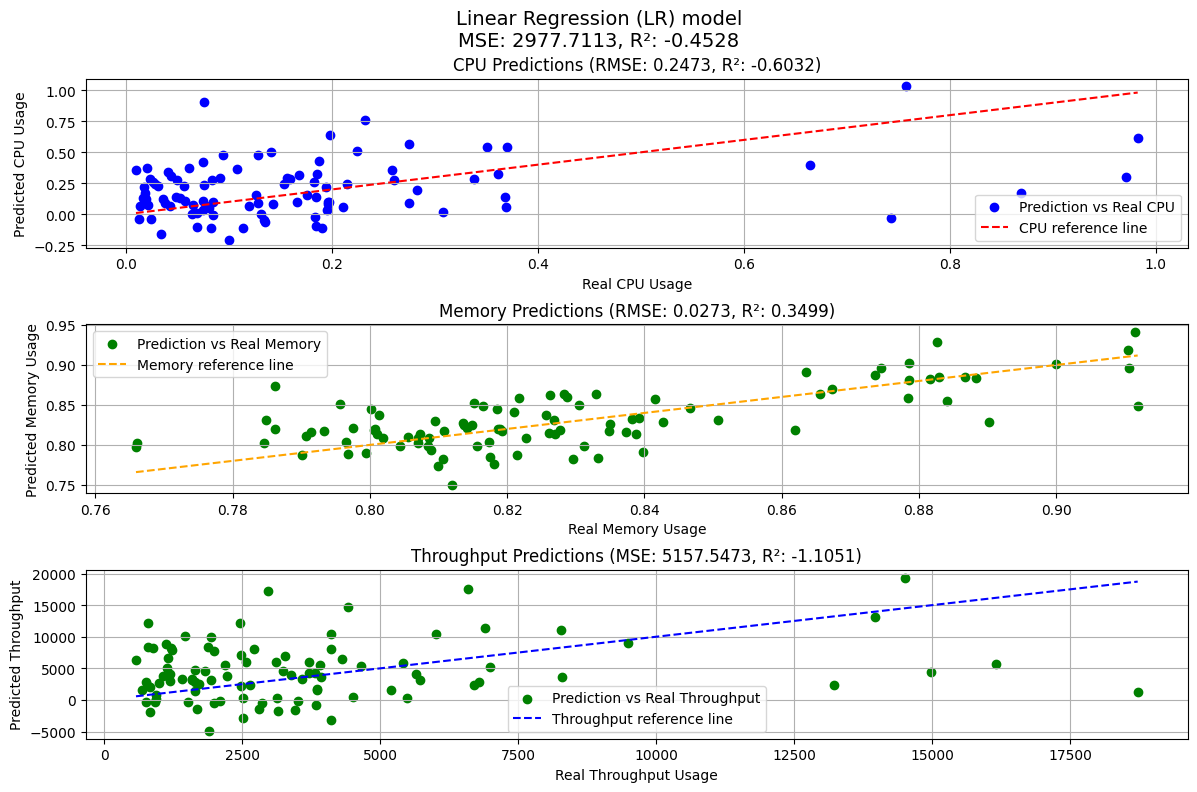 Linear Regression (LR) model
MSE: 2977.7113, R²: -0.4528
CPU Predictions (RMSE: 0.2473, R²: -0.6032)
Predicted CPU Usage
1.00
0.75
0.50
0.25
0.00
−0.25
Prediction vs Real CPU
CPU reference line
0.0 0.2 0.4 0.6 0.8 1.0
Real CPU Usage
Memory Predictions (RMSE: 0.0273, R²: 0.3499)
Predicted Memory Usage
0.95
0.90
0.85
0.80
0.75
Prediction vs Real Memory
Memory reference line
0.76 0.78 0.80 0.82 0.84 0.86 0.88 0.90
Real Memory Usage
Throughput Predictions (MSE: 5157.5473, R²: -1.1051)
Predicted Throughput
20000
15000
10000
5000
0
−5000
Prediction vs Real Throughput
Throughput reference line
0 2500 5000 7500 10000 12500 15000 17500
Real Throughput Usage